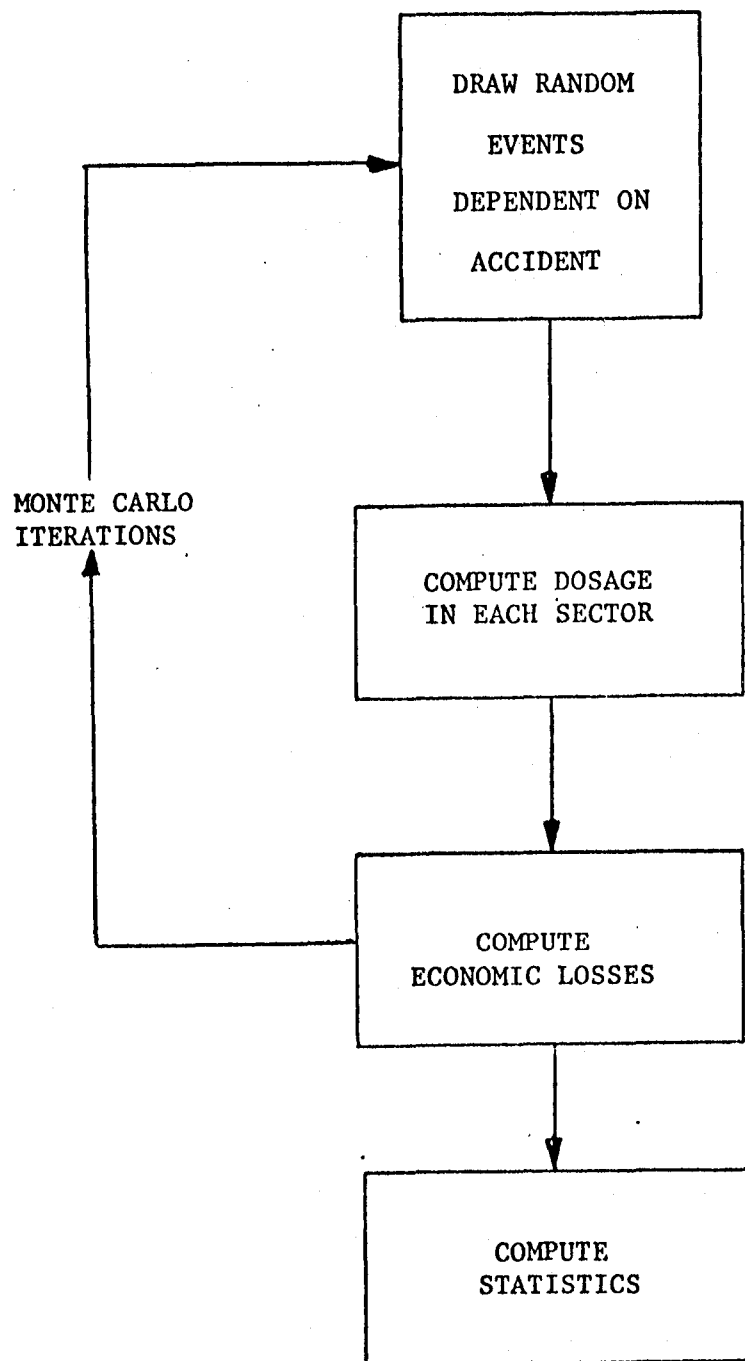 DRAW RANDOM
EVENTS
DEPENDENT ON
ACCIDENT
MONTE CARLO
ITERATIONS
COMPUTE DOSAGE
IN EACH SECTOR
COMPUTE
ECONOMIC LOSSES
COMPUTE
STATISTICS